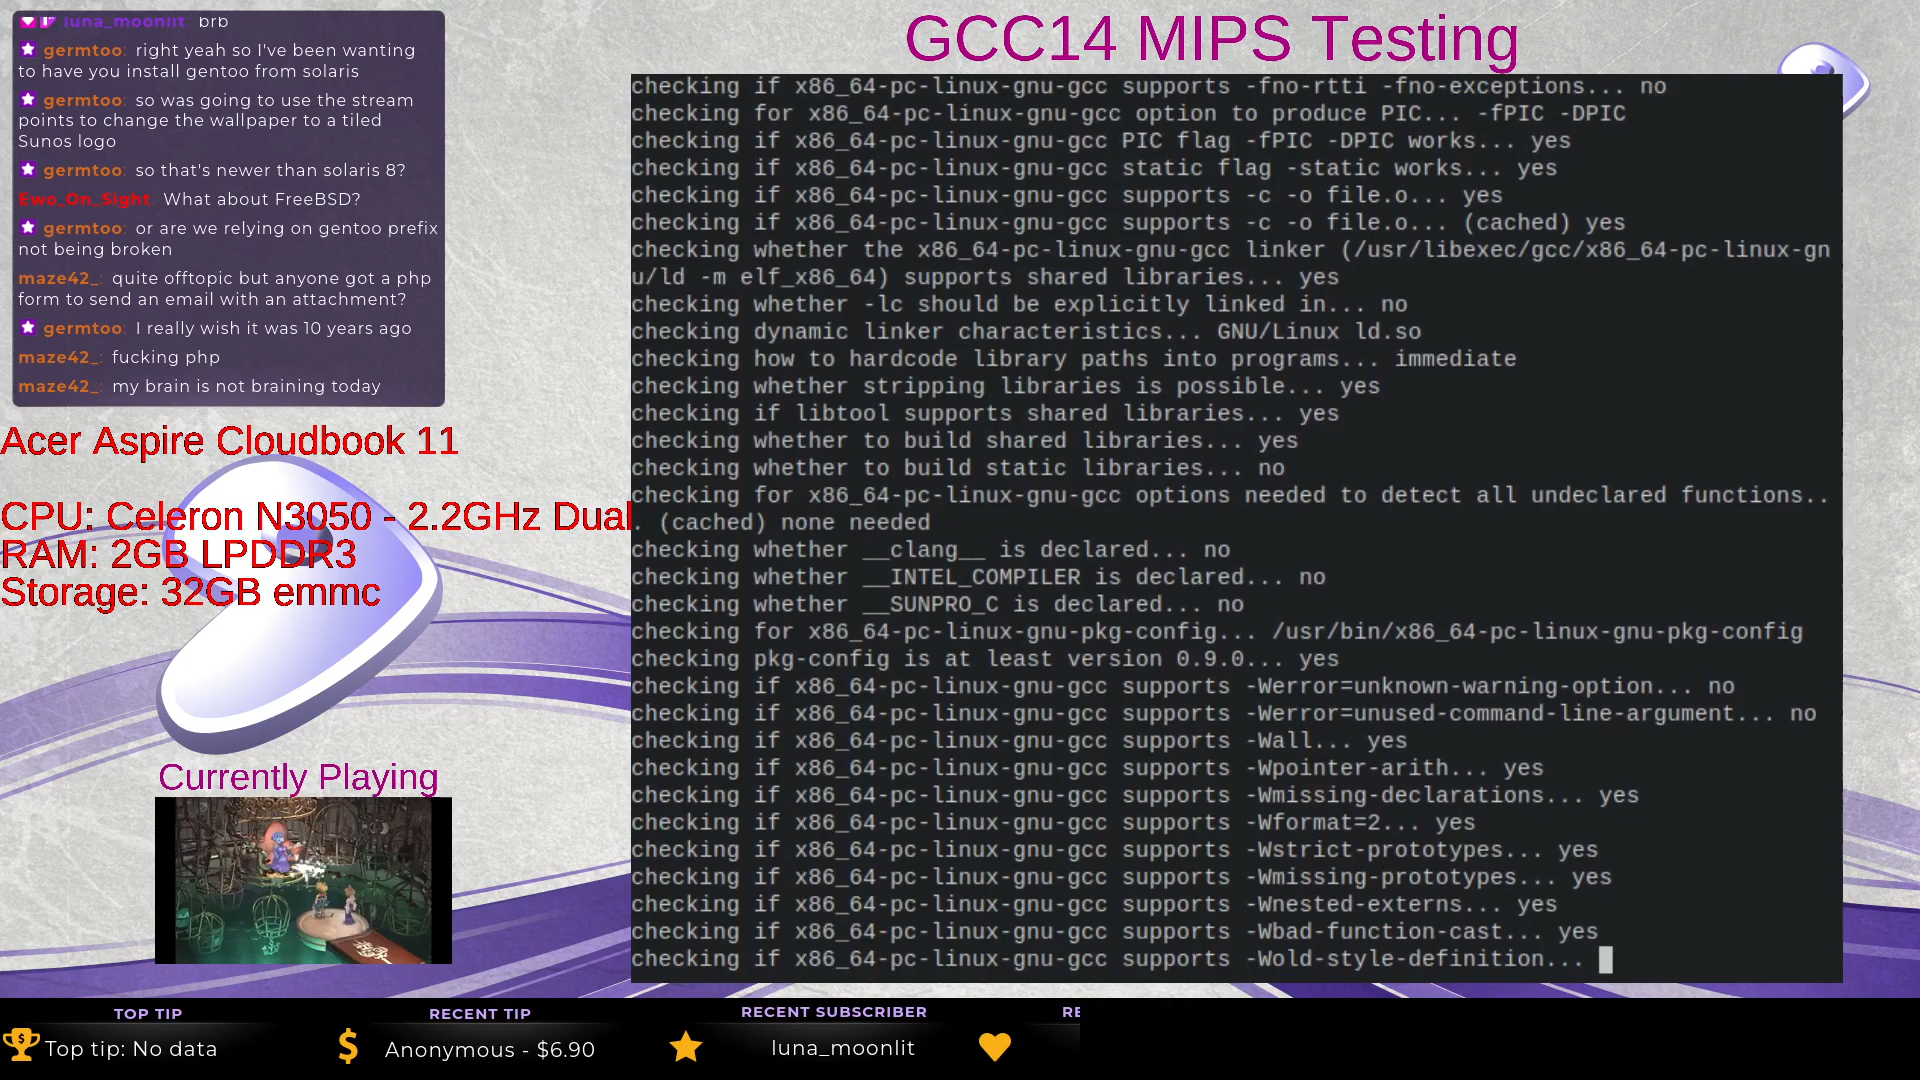 luna_moonlit: brb
germtoo: right yeah so I've been wanting
to have you install gentoo from solaris
germtoo: so was going to use the stream
points to change the wallpaper to a tiled
Sunos logo
germtoo: so that's newer than solaris 8?
Ewo_On_Sight: What about FreeBSD?
germtoo: or are we relying on gentoo prefix
not being broken
maze42_: quite offtopic but anyone got a php
form to send an email with an attachment?
germtoo: I really wish it was 10 years ago
maze42_: fucking php
maze42_: my brain is not braining today
Acer Aspire Cloudbook 11
CPU: Celeron N3050 - 2.2GHz Dual
RAM: 2GB LPDDR3
Storage: 32GB emmc
Currently Playing
GCC14 MIPS Testing
checking if x86_64-pc-linux-gnu-gcc supports -fno-rtti -fno-exceptions... no
checking for x86_64-pc-linux-gnu-gcc option to produce PIC... -fPIC -DPIC
checking if x86_64-pc-linux-gnu-gcc PIC flag -fPIC -DPIC works... yes
checking if x86_64-pc-linux-gnu-gcc static flag -static works... yes
checking if x86_64-pc-linux-gnu-gcc supports -c -o file.o... yes
checking if x86_64-pc-linux-gnu-gcc supports -c -o file.o... (cached) yes
checking whether the x86_64-pc-linux-gnu-gcc linker (/usr/libexec/gcc/x86_64-pc-linux-gn
u/ld -m elf_x86_64) supports shared libraries... yes
checking whether -lc should be explicitly linked in... no
checking dynamic linker characteristics... GNU/Linux ld.so
checking how to hardcode library paths into programs... immediate
checking whether stripping libraries is possible... yes
checking if libtool supports shared libraries... yes
checking whether to build shared libraries... yes
checking whether to build static libraries... no
checking for x86_64-pc-linux-gnu-gcc options needed to detect all undeclared functions..
. (cached) none needed
checking whether __clang__ is declared... no
checking whether __INTEL_COMPILER is declared... no
checking whether __SUNPRO_C is declared... no
checking for x86_64-pc-linux-gnu-pkg-config... /usr/bin/x86_64-pc-linux-gnu-pkg-config
checking pkg-config is at least version 0.9.0... yes
checking if x86_64-pc-linux-gnu-gcc supports -Werror=unknown-warning-option... no
checking if x86_64-pc-linux-gnu-gcc supports -Werror=unused-command-line-argument... no
checking if x86_64-pc-linux-gnu-gcc supports -Wall... yes
checking if x86_64-pc-linux-gnu-gcc supports -Wpointer-arith... yes
checking if x86_64-pc-linux-gnu-gcc supports -Wmissing-declarations... yes
checking if x86_64-pc-linux-gnu-gcc supports -Wformat=2... yes
checking if x86_64-pc-linux-gnu-gcc supports -Wstrict-prototypes... yes
checking if x86_64-pc-linux-gnu-gcc supports -Wmissing-prototypes... yes
checking if x86_64-pc-linux-gnu-gcc supports -Wnested-externs... yes
checking if x86_64-pc-linux-gnu-gcc supports -Wbad-function-cast... yes
checking if x86_64-pc-linux-gnu-gcc supports -Wold-style-definition...
TOP TIP
Top tip: No data
RECENT TIP
Anonymous - $6.90
RECENT SUBSCRIBER
luna_moonlit
RE